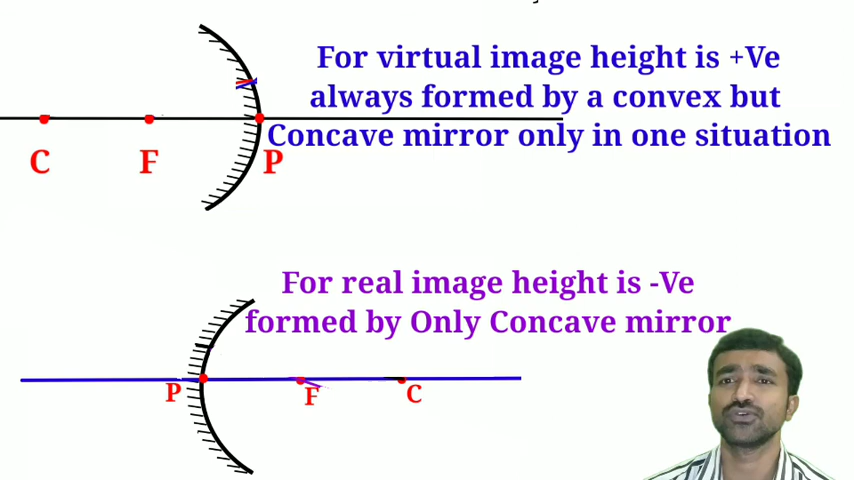 For virtual image height is +Ve
always formed by a convex but
Concave mirror only in one situation
C
F
P
For real image height is -Ve
formed by Only Concave mirror
P
F
C